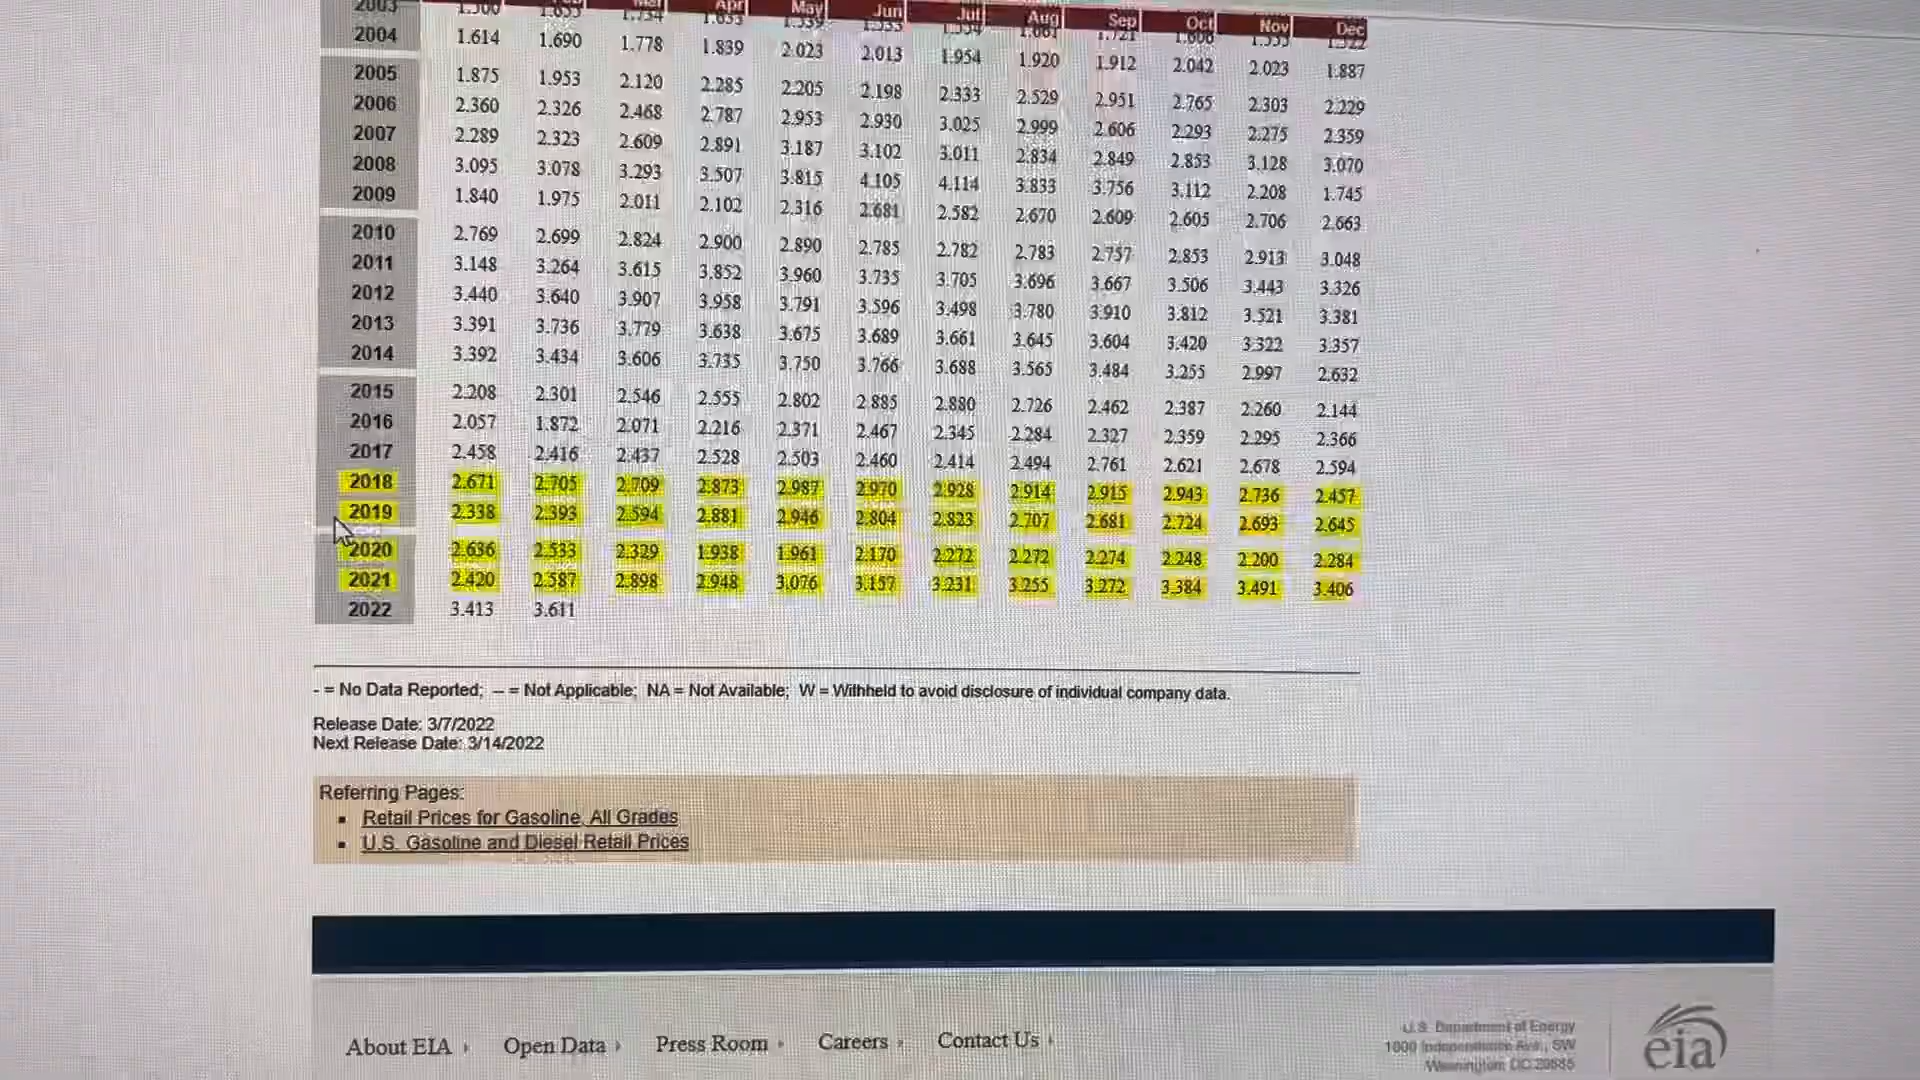 2003 Apr May Jun Jul Aug Sep Oct Nov Dec
2004 1.614 1.690 1.778 1.839 2.023 2.013 1.954 1.920 1.912 2.042 2.023 1.887
2005 1.875 1.953 2.120 2.285 2.205 2.198 2.333 2.529 2.951 2.765 2.303 2.229
2006 2.360 2.326 2.468 2.787 2.953 2.930 3.025 2.999 2.606 2.293 2.275 2.359
2007 2.289 2.323 2.609 2.891 3.187 3.102 3.011 2.834 2.849 2.853 3.128 3.070
2008 3.095 3.078 3.293 3.507 3.815 4.105 4.114 3.833 3.756 3.112 2.208 1.745
2009 1.840 1.975 2.011 2.102 2.316 2.681 2.582 2.670 2.609 2.605 2.706 2.663
2010 2.769 2.699 2.824 2.900 2.890 2.785 2.782 2.783 2.757 2.853 2.913 3.048
2011 3.148 3.264 3.615 3.852 3.960 3.735 3.705 3.696 3.667 3.506 3.443 3.326
2012 3.440 3.640 3.907 3.958 3.791 3.596 3.498 3.780 3.910 3.812 3.521 3.381
2013 3.391 3.736 3.779 3.638 3.675 3.689 3.661 3.645 3.604 3.420 3.322 3.357
2014 3.392 3.434 3.606 3.735 3.750 3.766 3.688 3.565 3.484 3.255 2.997 2.632
2015 2.208 2.301 2.546 2.555 2.802 2.885 2.880 2.726 2.462 2.387 2.260 2.144
2016 2.057 1.872 2.071 2.216 2.371 2.467 2.345 2.284 2.327 2.359 2.295 2.366
2017 2.458 2.416 2.437 2.528 2.503 2.460 2.414 2.494 2.761 2.621 2.678 2.594
2018 2.671 2.705 2.709 2.873 2.987 2.970 2.928 2.914 2.915 2.943 2.736 2.457
2019 2.338 2.393 2.594 2.881 2.946 2.804 2.823 2.707 2.681 2.724 2.693 2.645
2020 2.636 2.533 2.329 1.938 1.961 2.170 2.272 2.272 2.274 2.248 2.200 2.284
2021 2.420 2.587 2.898 2.948 3.076 3.157 3.231 3.255 3.272 3.384 3.491 3.406
2022 3.413 3.611
- = No Data Reported; -- = Not Applicable; NA = Not Available; W = Withheld to avoid disclosure of individual company data.
Release Date: 3/7/2022
Next Release Date: 3/14/2022
Referring Pages:
Retail Prices for Gasoline, All Grades
U.S. Gasoline and Diesel Retail Prices
About EIA Open Data Press Room Careers Contact Us
U.S. Department of Energy
1000 Independence Ave., SW
Washington, DC 20585
eia